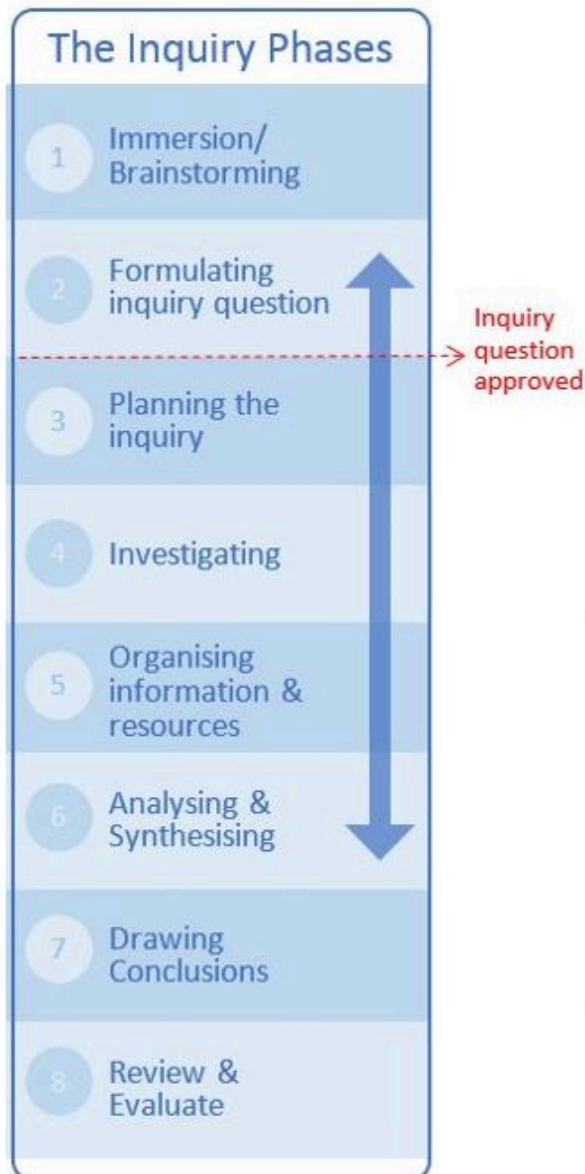 The Inquiry Phases
1
Immersion/
Brainstorming
2
Formulating
inquiry question
Inquiry
question
approved
3
Planning the
inquiry
4
Investigating
5
Organising
information &
resources
6
Analysing &
Synthesising
7
Drawing
Conclusions
8
Review &
Evaluate